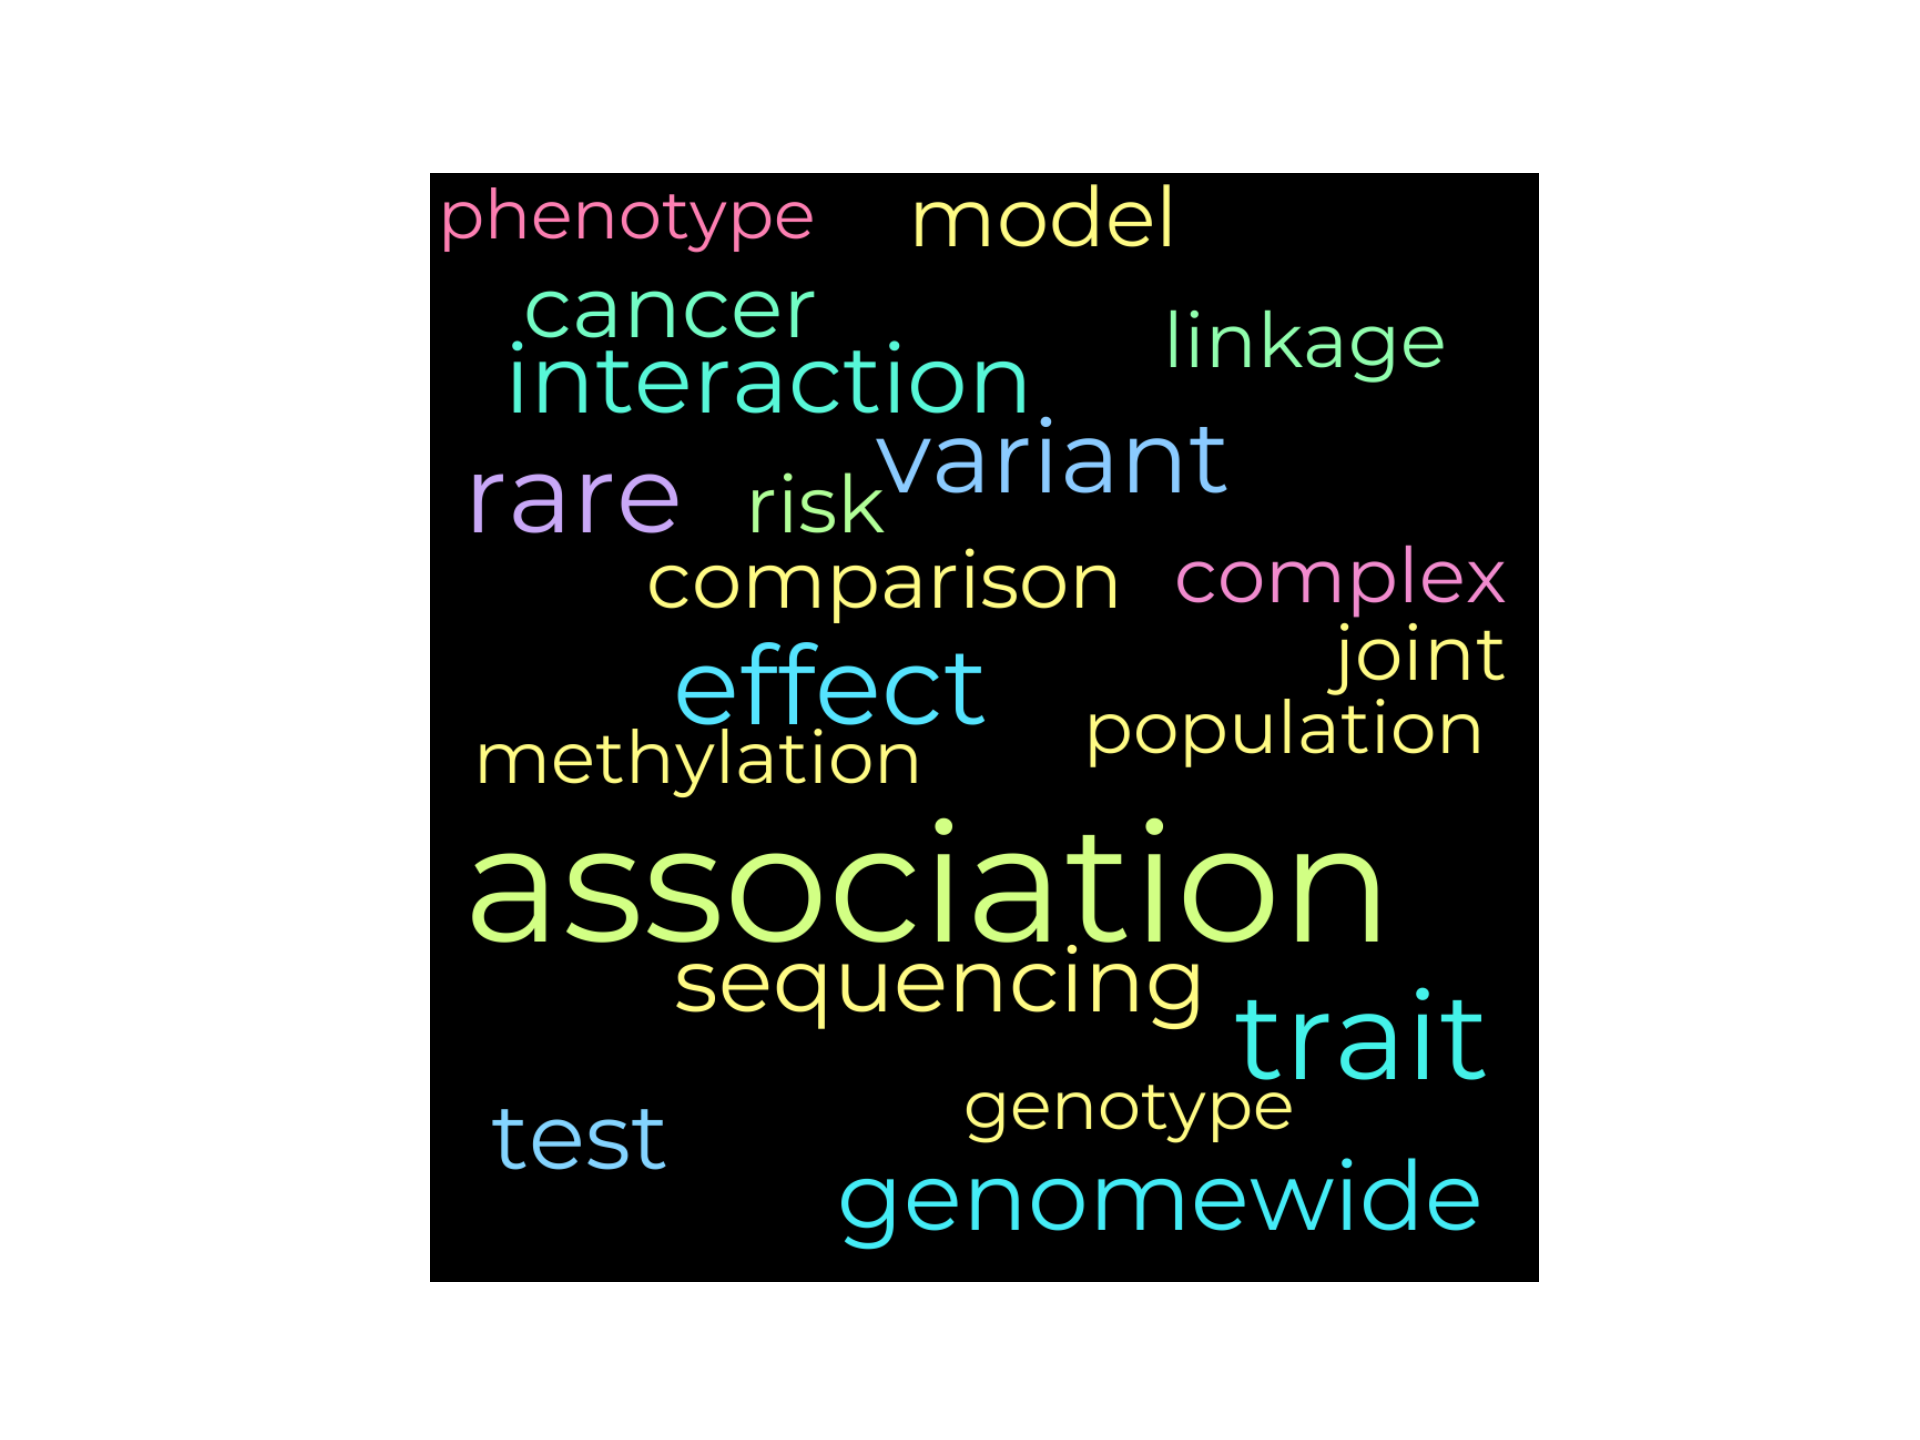 phenotype model
cancer
linkage
interaction
variant
rare risk
comparison complex
joint
effect
population
methylation
association
sequencing
trait
genotype
test
genomewide